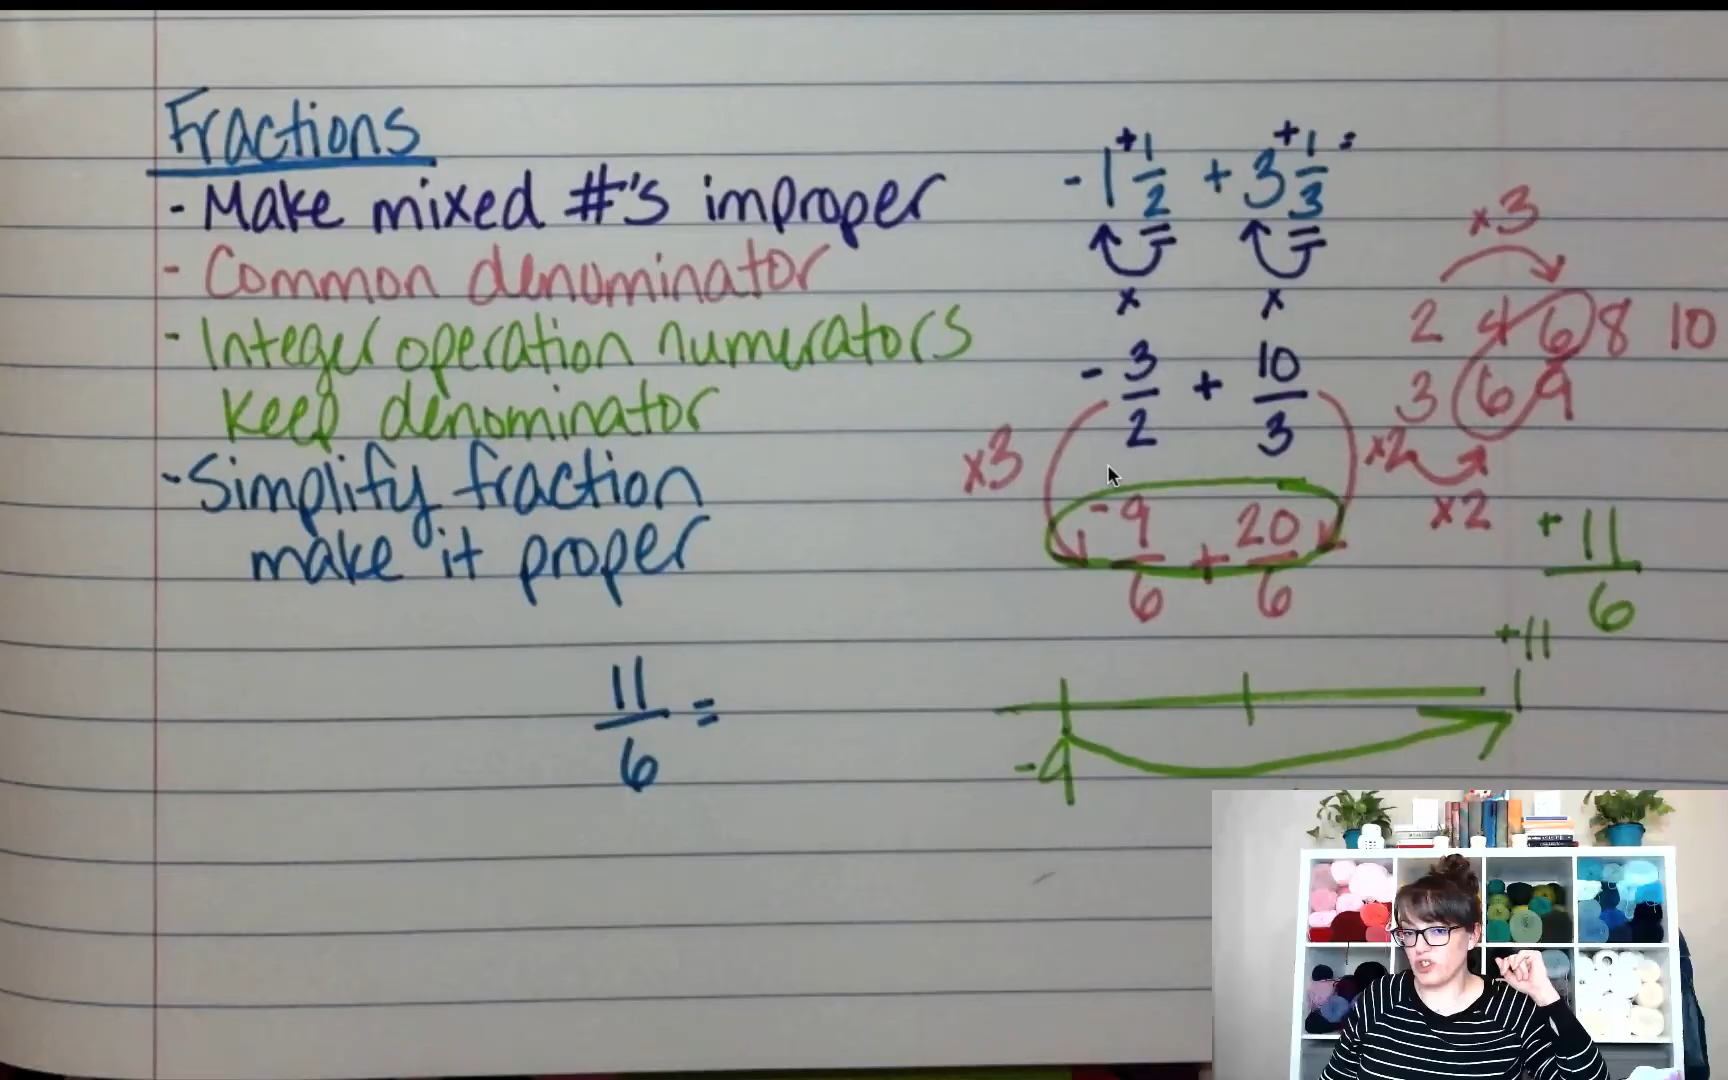 Fractions
- Make mixed #'s improper
- Common denominator
- Integer operation numerators
Keep denominator
- Simplify fraction
make it proper
11/6 =
- 1 + 1/2 + 3 + 1/3 =
x x
- 3/2 + 10/3
x3
x3
2 4 6 8 10
3 6 9
x2
x2
-9/6 + 20/6
+ 11/6
+11
-9